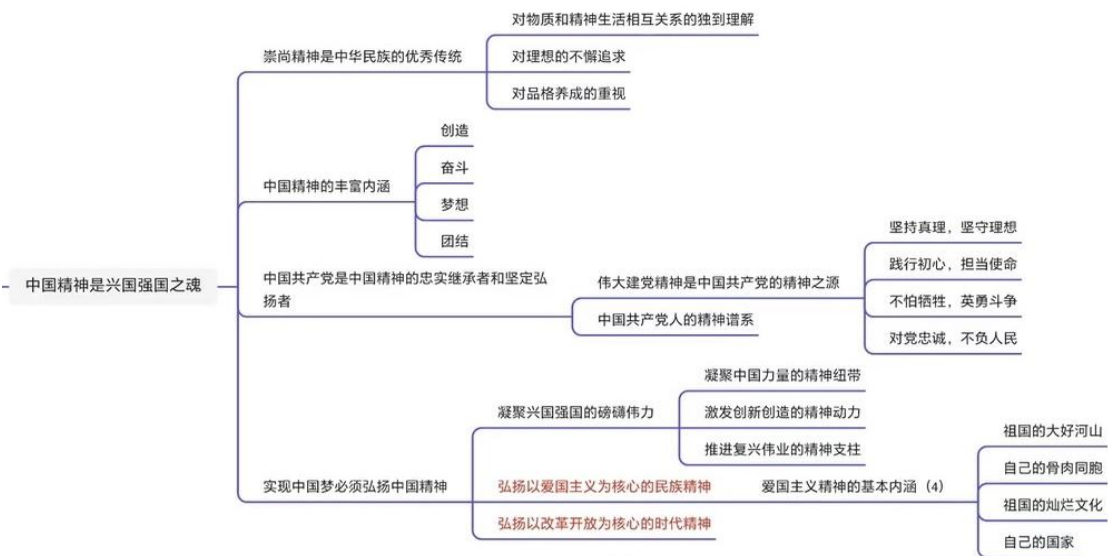 对物质和精神生活相互关系的独到理解
崇尚精神是中华民族的优秀传统
对理想的不懈追求
对品格养成的重视
创造
奋斗
中国精神的丰富内涵
梦想
团结
中国精神是兴国强国之魂
中国共产党是中国精神的忠实继承者和坚定弘
扬者
伟大建党精神是中国共产党的精神之源
坚持真理，坚守理想
践行初心，担当使命
不怕牺牲，英勇斗争
对党忠诚，不负人民
中国共产党人的精神谱系
实现中国梦必须弘扬中国精神
凝聚兴国强国的磅礴伟力
凝聚中国力量的精神纽带
激发创新创造的精神动力
推进复兴伟业的精神支柱
弘扬以爱国主义为核心的民族精神
爱国主义精神的基本内涵（4）
祖国的大好河山
自己的骨肉同胞
祖国的灿烂文化
自己的国家
弘扬以改革开放为核心的时代精神